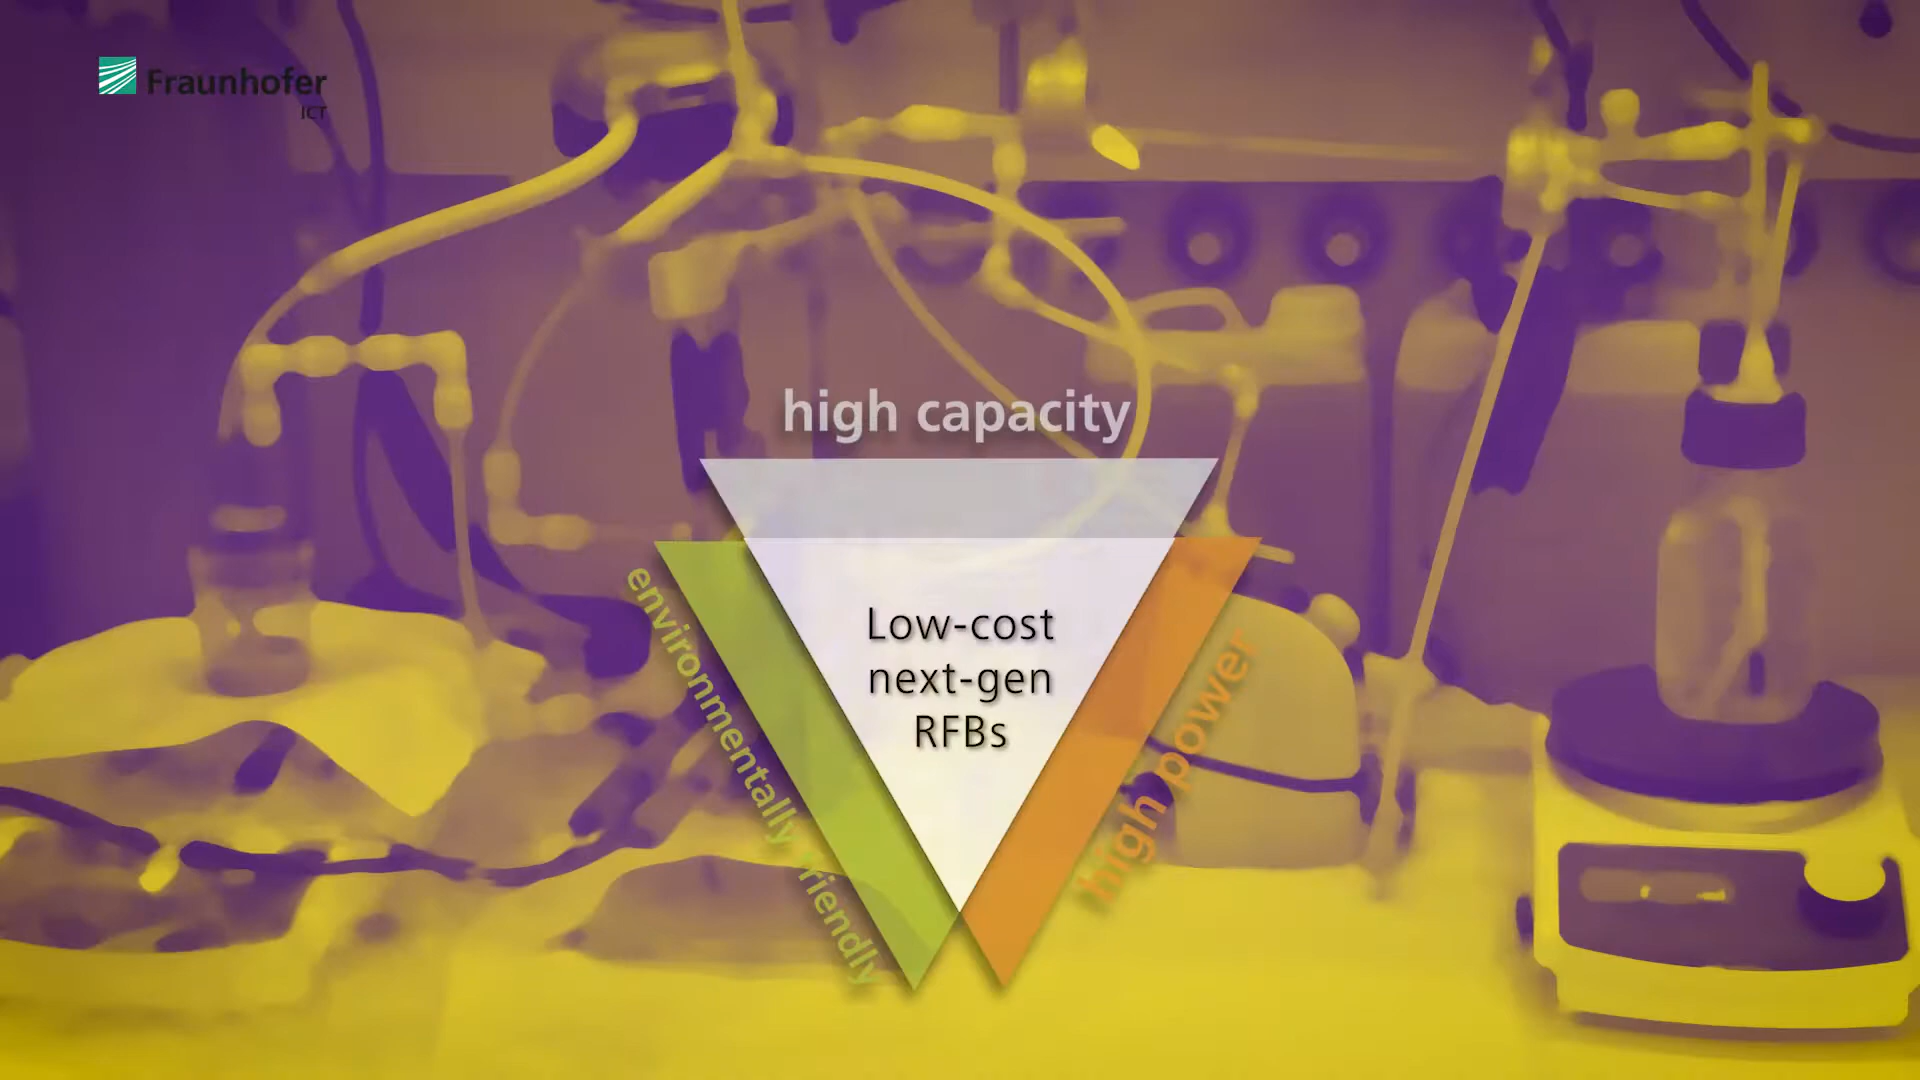 Fraunhofer
ICT
high capacity
environmentally friendly
Low-cost
next-gen
RFBs
high power